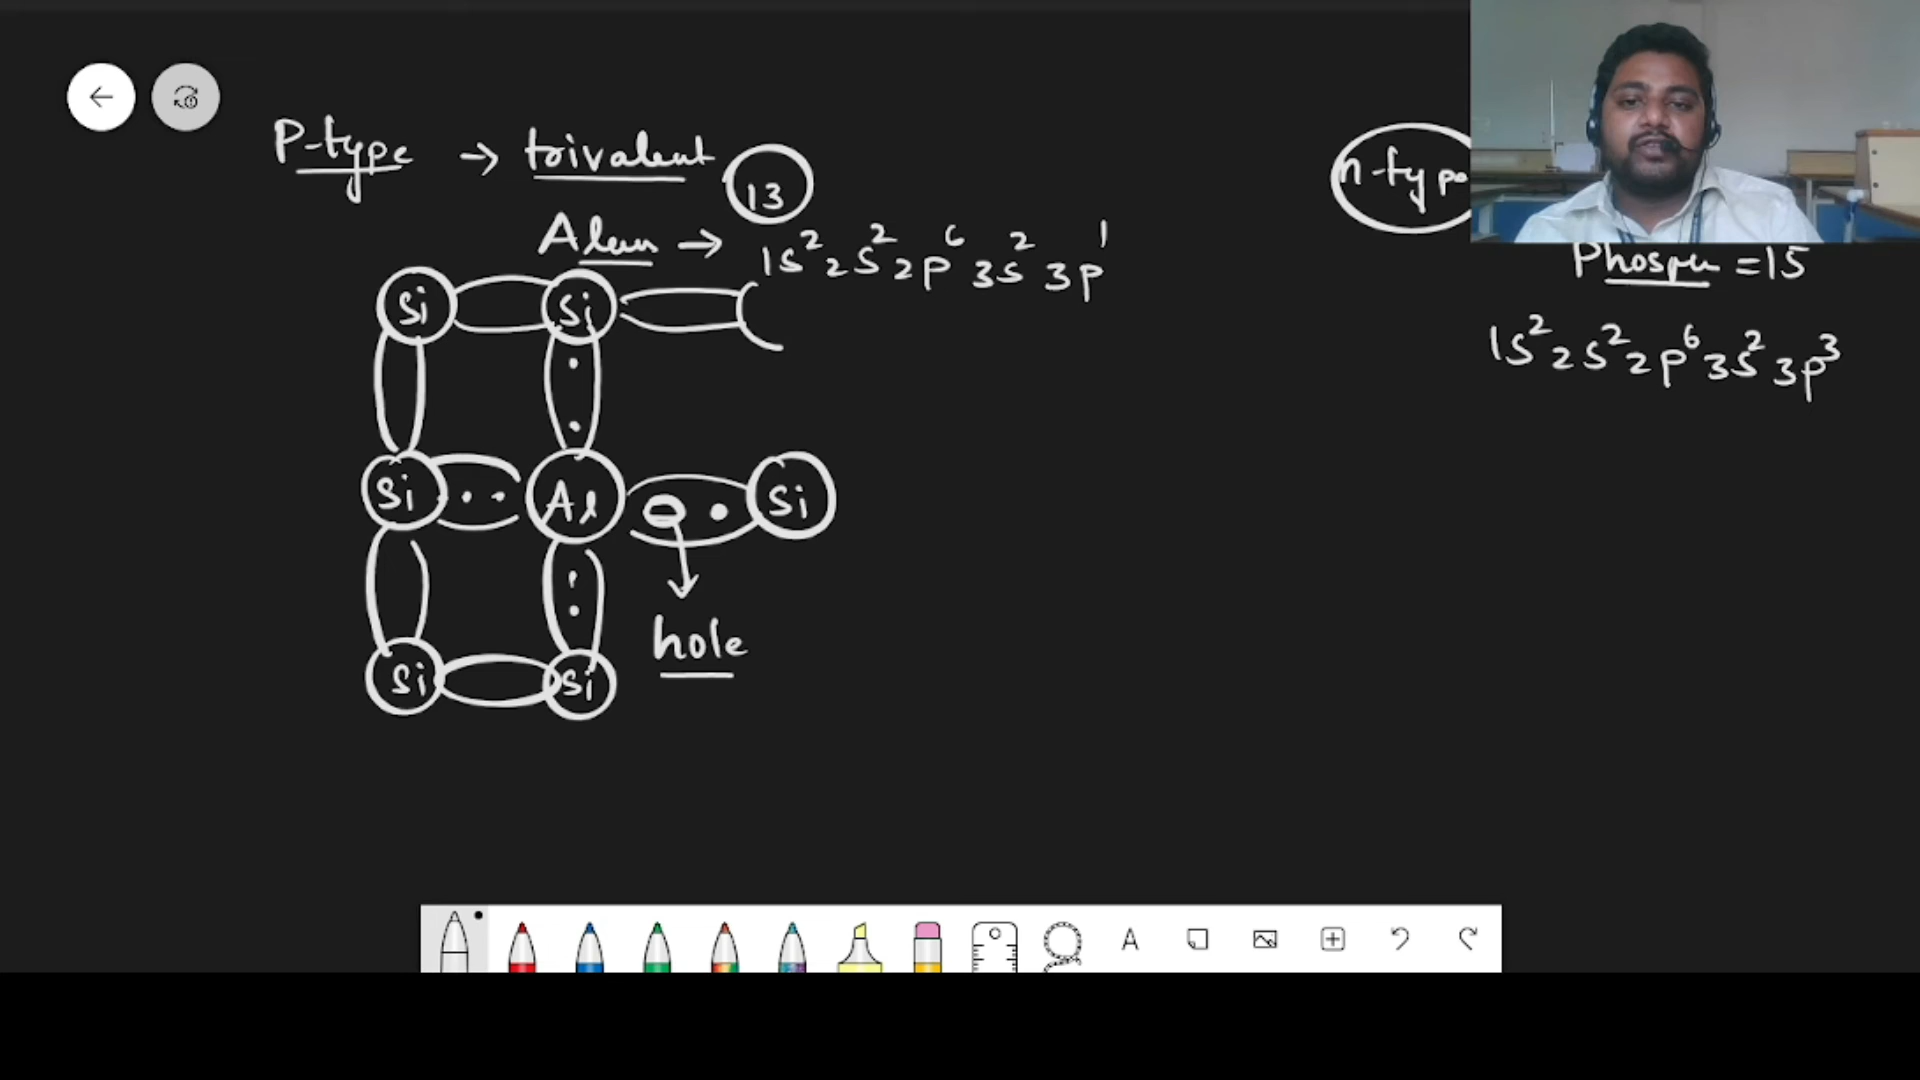 P-type → trivalent 13
Alum → 1s² 2s² 2p⁶ 3s² 3p¹
n-type
Phospu = 15
1s² 2s² 2p⁶ 3s² 3p³
Si Si
Si Al Si
hole
Si Si
A